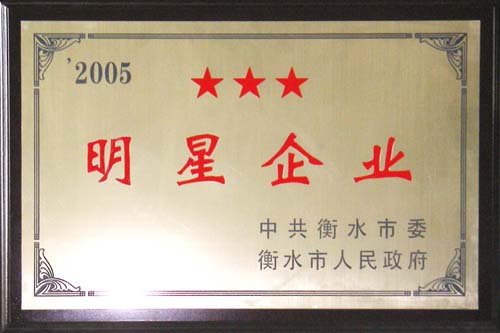 '2005
★★★
明星企业
中共衡水市委
衡水市人民政府